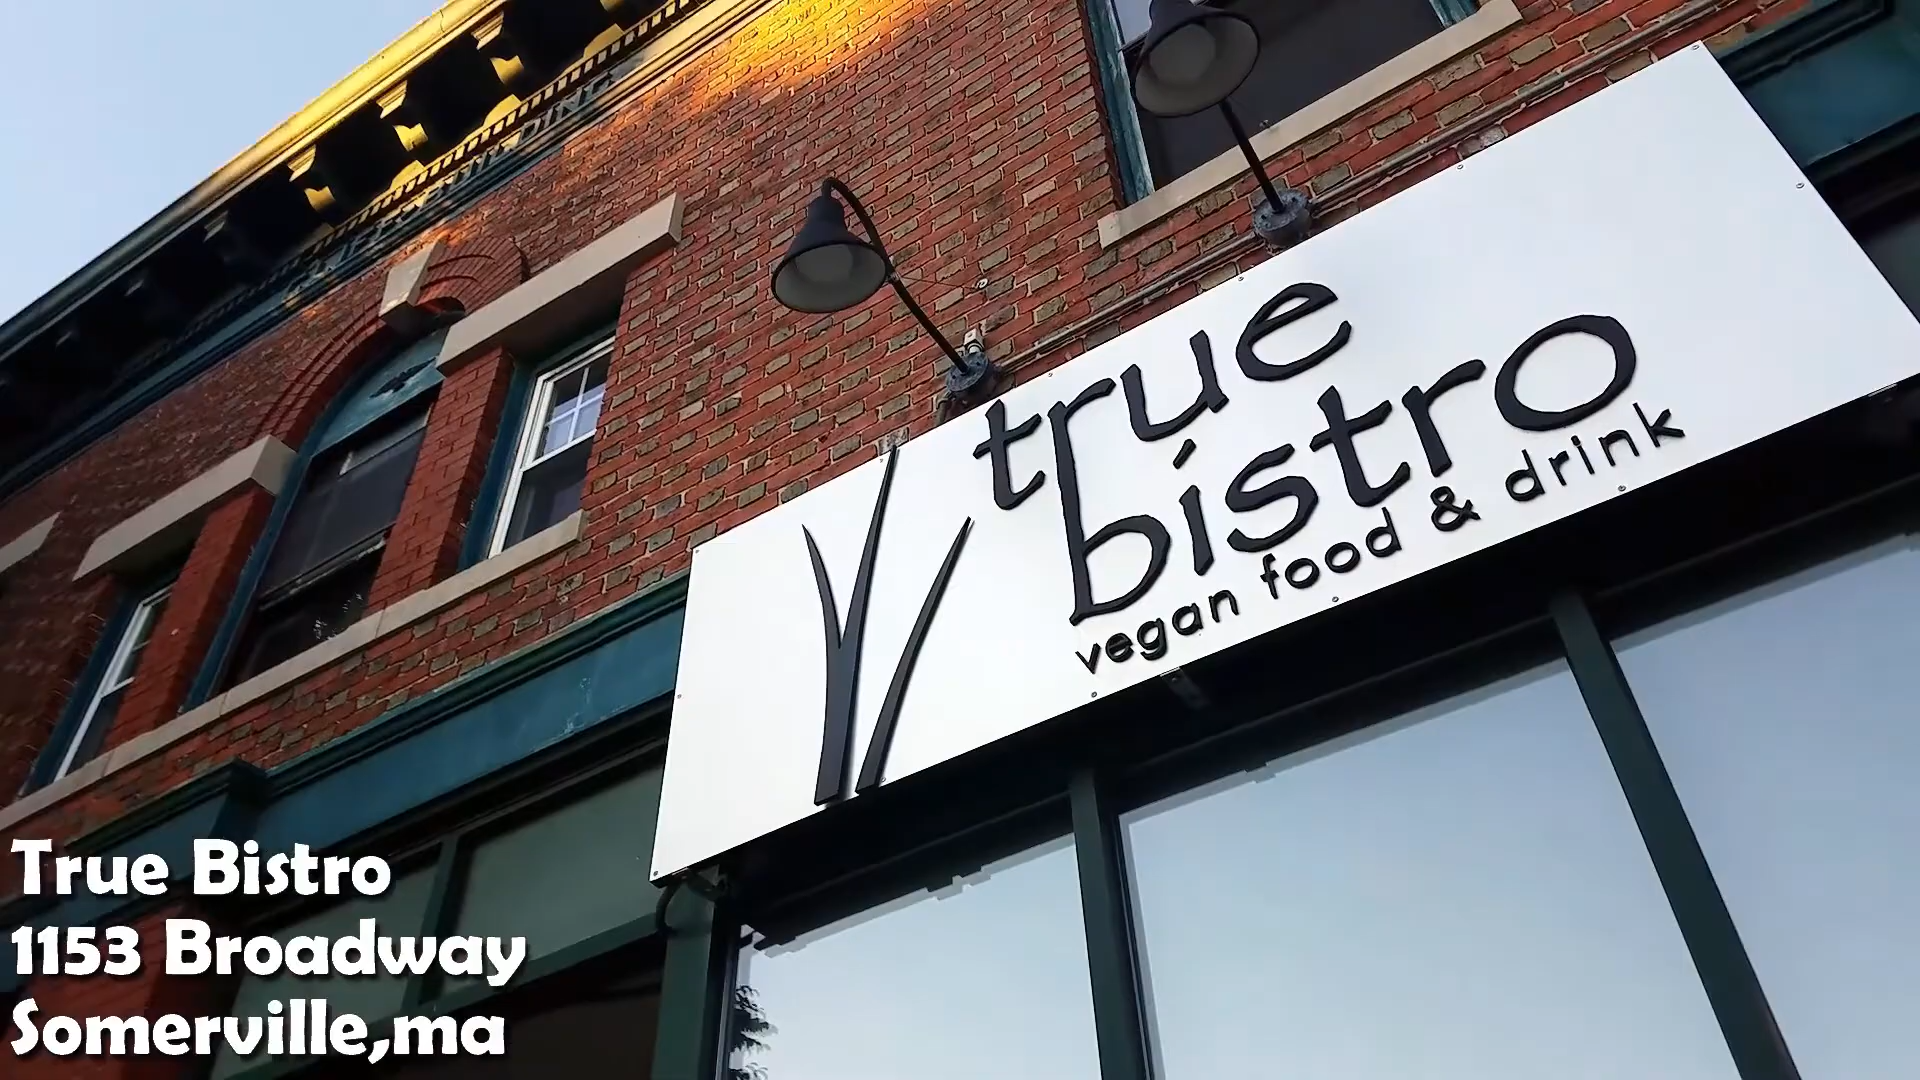 true
bistro
vegan food & drink
True Bistro
1153 Broadway
Somerville,ma